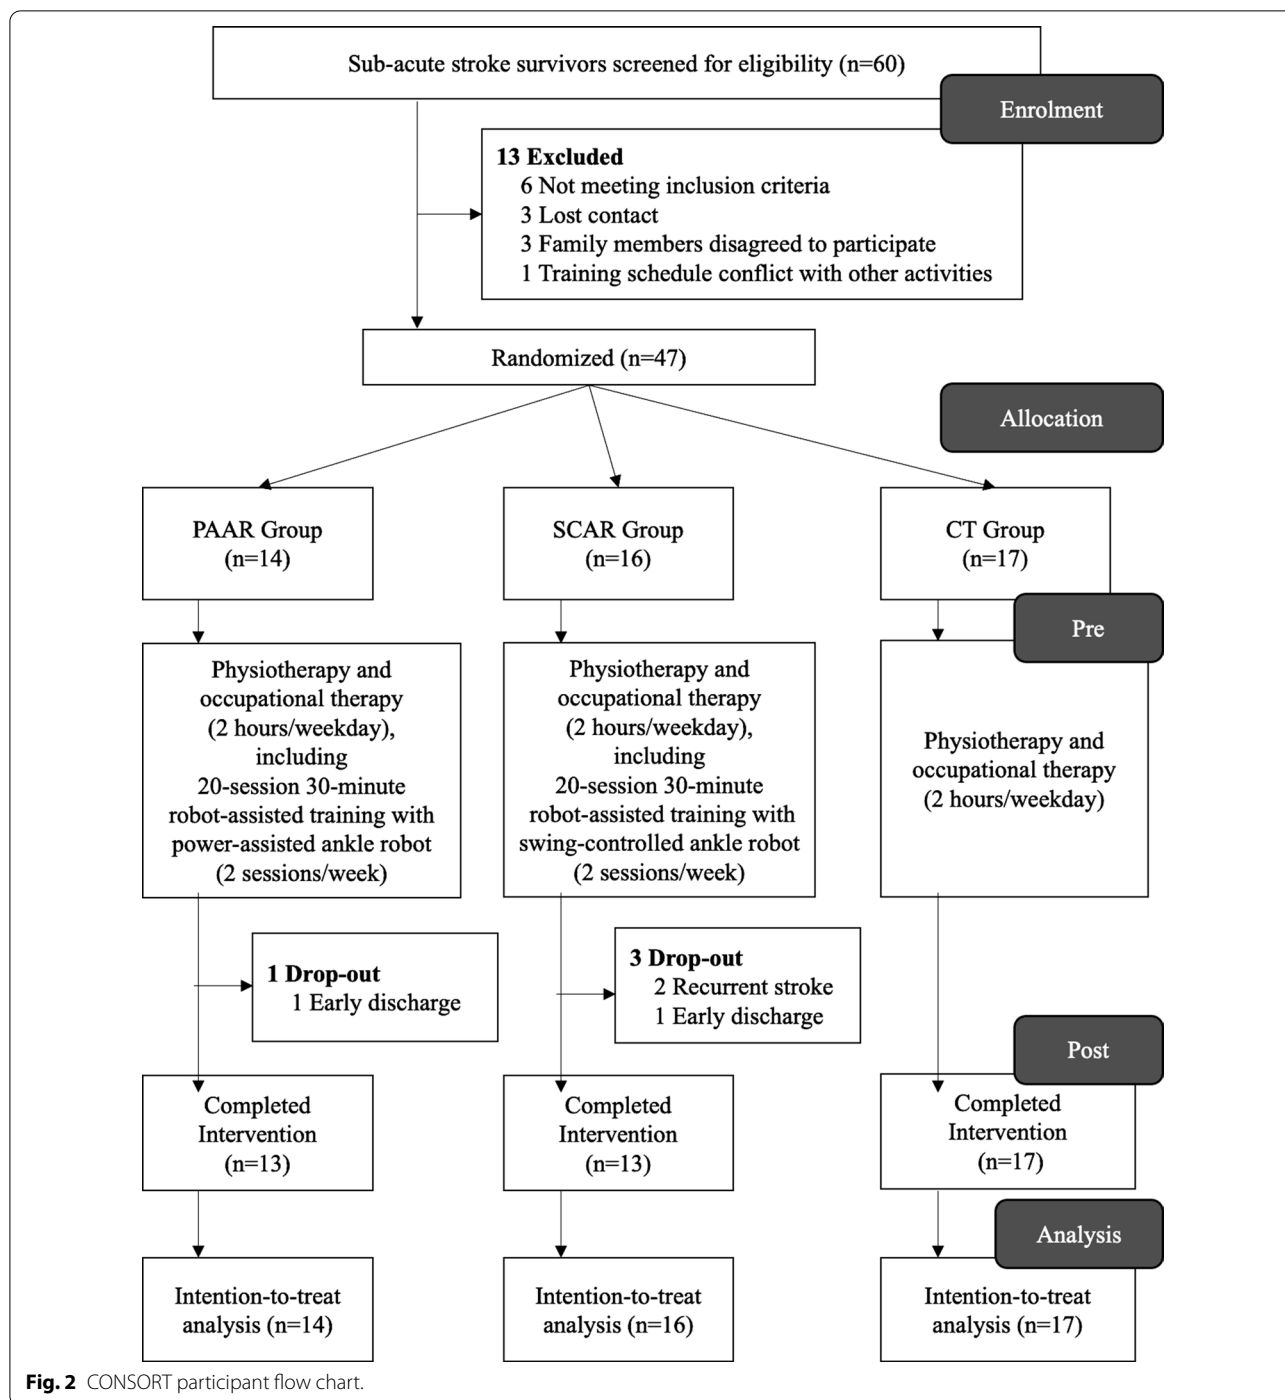 Sub-acute stroke survivors screened for eligibility (n=60)
Enrolment
13 Excluded
6 Not meeting inclusion criteria
3 Lost contact
3 Family members disagreed to participate
1 Training schedule conflict with other activities
Randomized (n=47)
Allocation
PAAR Group
(n=14)
SCAR Group
(n=16)
CT Group
(n=17)
Pre
Physiotherapy and
occupational therapy
(2 hours/weekday),
including
20-session 30-minute
robot-assisted training with
power-assisted ankle robot
(2 sessions/week)
Physiotherapy and
occupational therapy
(2 hours/weekday),
including
20-session 30-minute
robot-assisted training with
swing-controlled ankle robot
(2 sessions/week)
Physiotherapy and
occupational therapy
(2 hours/weekday)
1 Drop-out
1 Early discharge
3 Drop-out
2 Recurrent stroke
1 Early discharge
Post
Completed
Intervention
(n=13)
Completed
Intervention
(n=13)
Completed
Intervention
(n=17)
Analysis
Intention-to-treat
analysis (n=14)
Intention-to-treat
analysis (n=16)
Intention-to-treat
analysis (n=17)
Fig. 2 CONSORT participant flow chart.